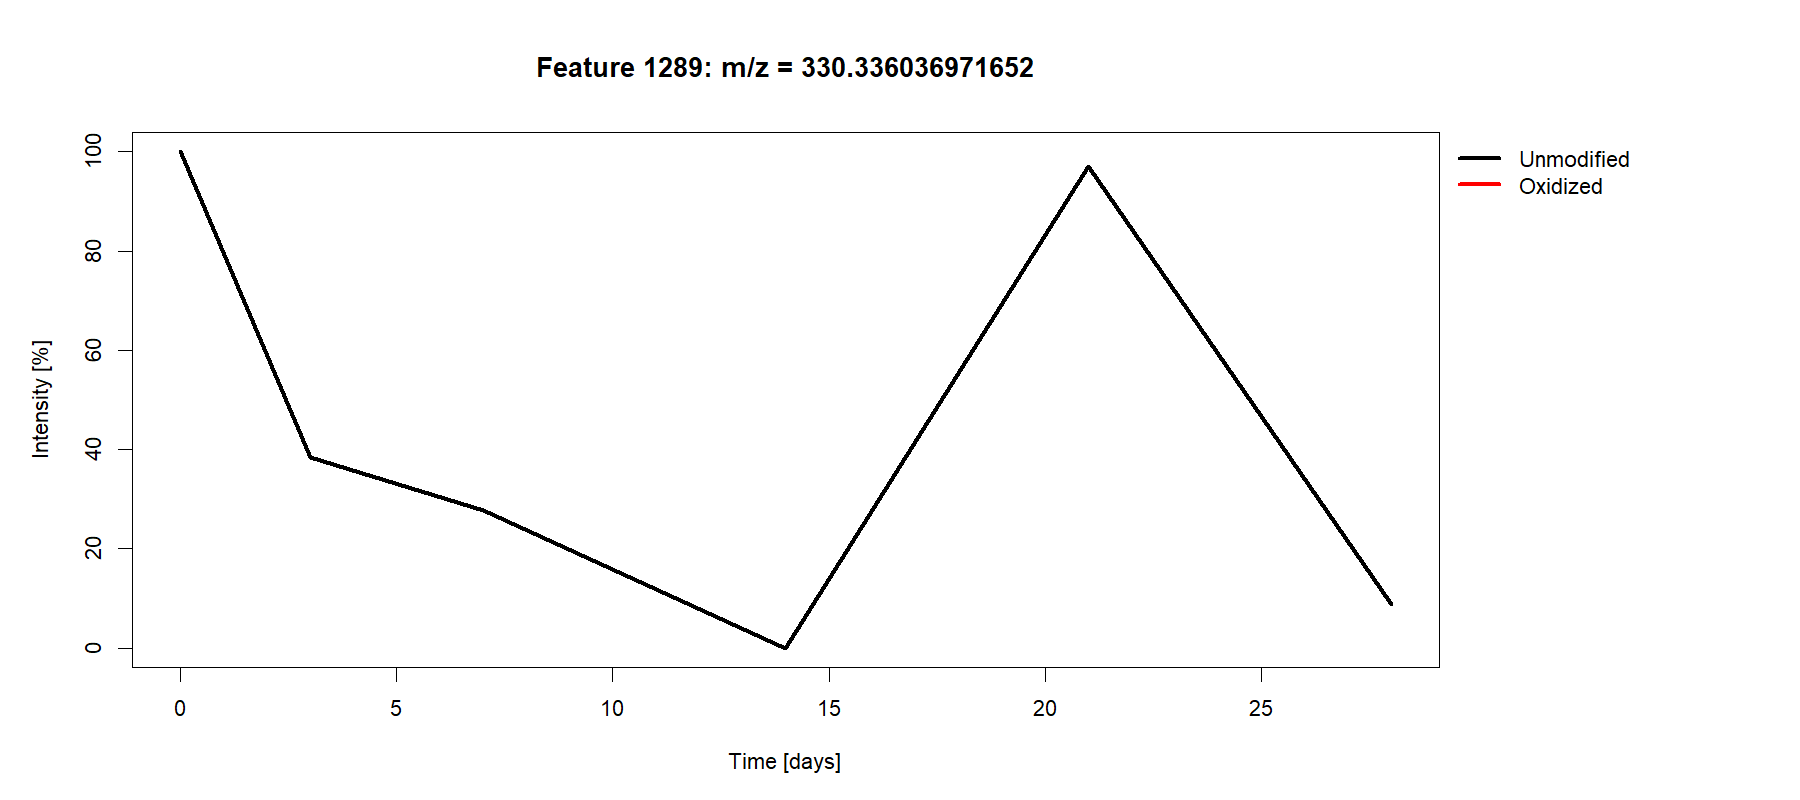 Feature 1289: m/z = 330.336036971652
Unmodified
Oxidized
Intensity [%]
100
80
60
40
20
0
0 5 10 15 20 25
Time [days]